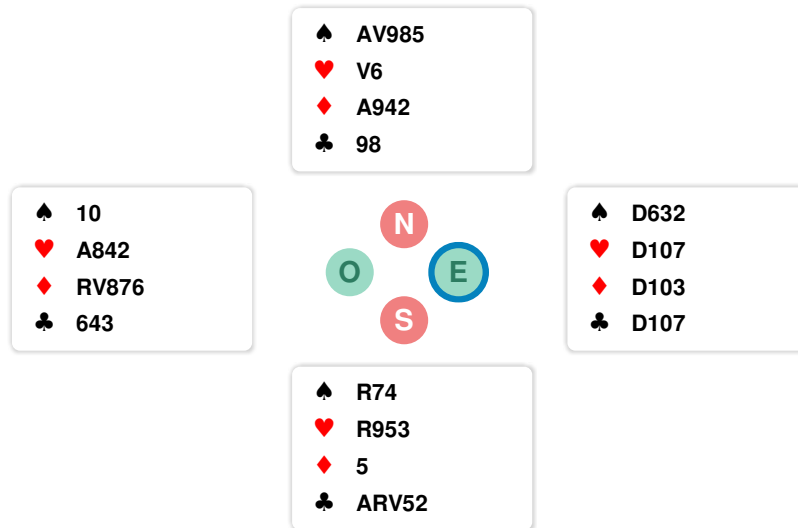 ♠ AV985
♥ V6
♦ A942
♣ 98
♠ 10
♥ A842
♦ RV876
♣ 643
N
O E
S
♠ D632
♥ D107
♦ D103
♣ D107
♠ R74
♥ R953
♦ 5
♣ ARV52